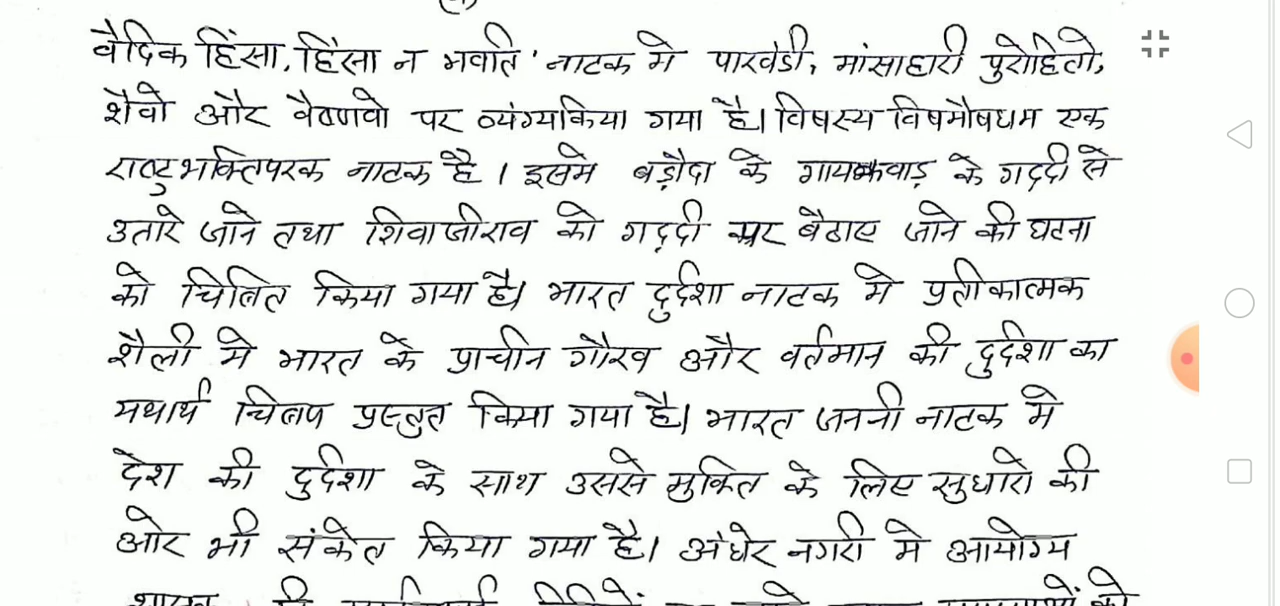 वैदिक हिंसा, हिंसा न भवति ' नाटक मे पाखंडी, मांसाहारी पुरोहितो,
शैवो और वैष्णवो पर व्यंग्यकिया गया है। विषस्य विषमौषधम एक
राष्ट्रभक्तिपरक नाटक है । इसमे बड़ौदा के गायकवाड़ के गद्दी से
उतारे जाने तथा शिवाजीराव को गद्दी पर बैठाए जाने की घटना
को चित्रित किया गया है। भारत दुर्दशा नाटक मे प्रतीकात्मक
शैली मे भारत के प्राचीन गौरव और वर्तमान की दुर्दशा का
यथार्थ चित्रण प्रस्तुत किया गया है। भारत जननी नाटक मे
देश की दुर्दशा के साथ उससे मुक्ति के लिए सुधारो की
ओर भी संकेत किया गया है। अंधेर नगरी मे आयोग्य